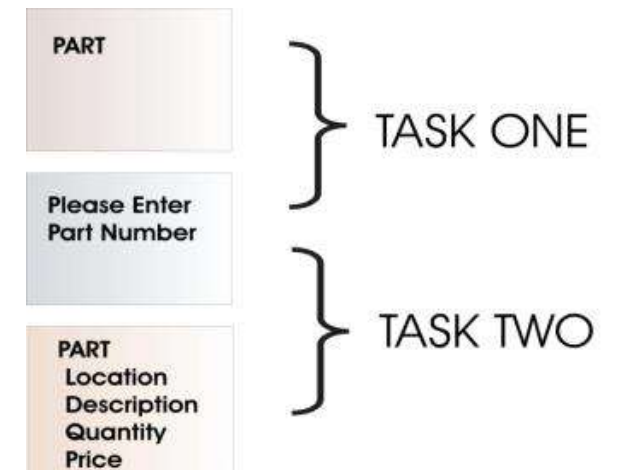 PART
TASK ONE
Please Enter
Part Number
TASK TWO
PART
Location
Description
Quantity
Price